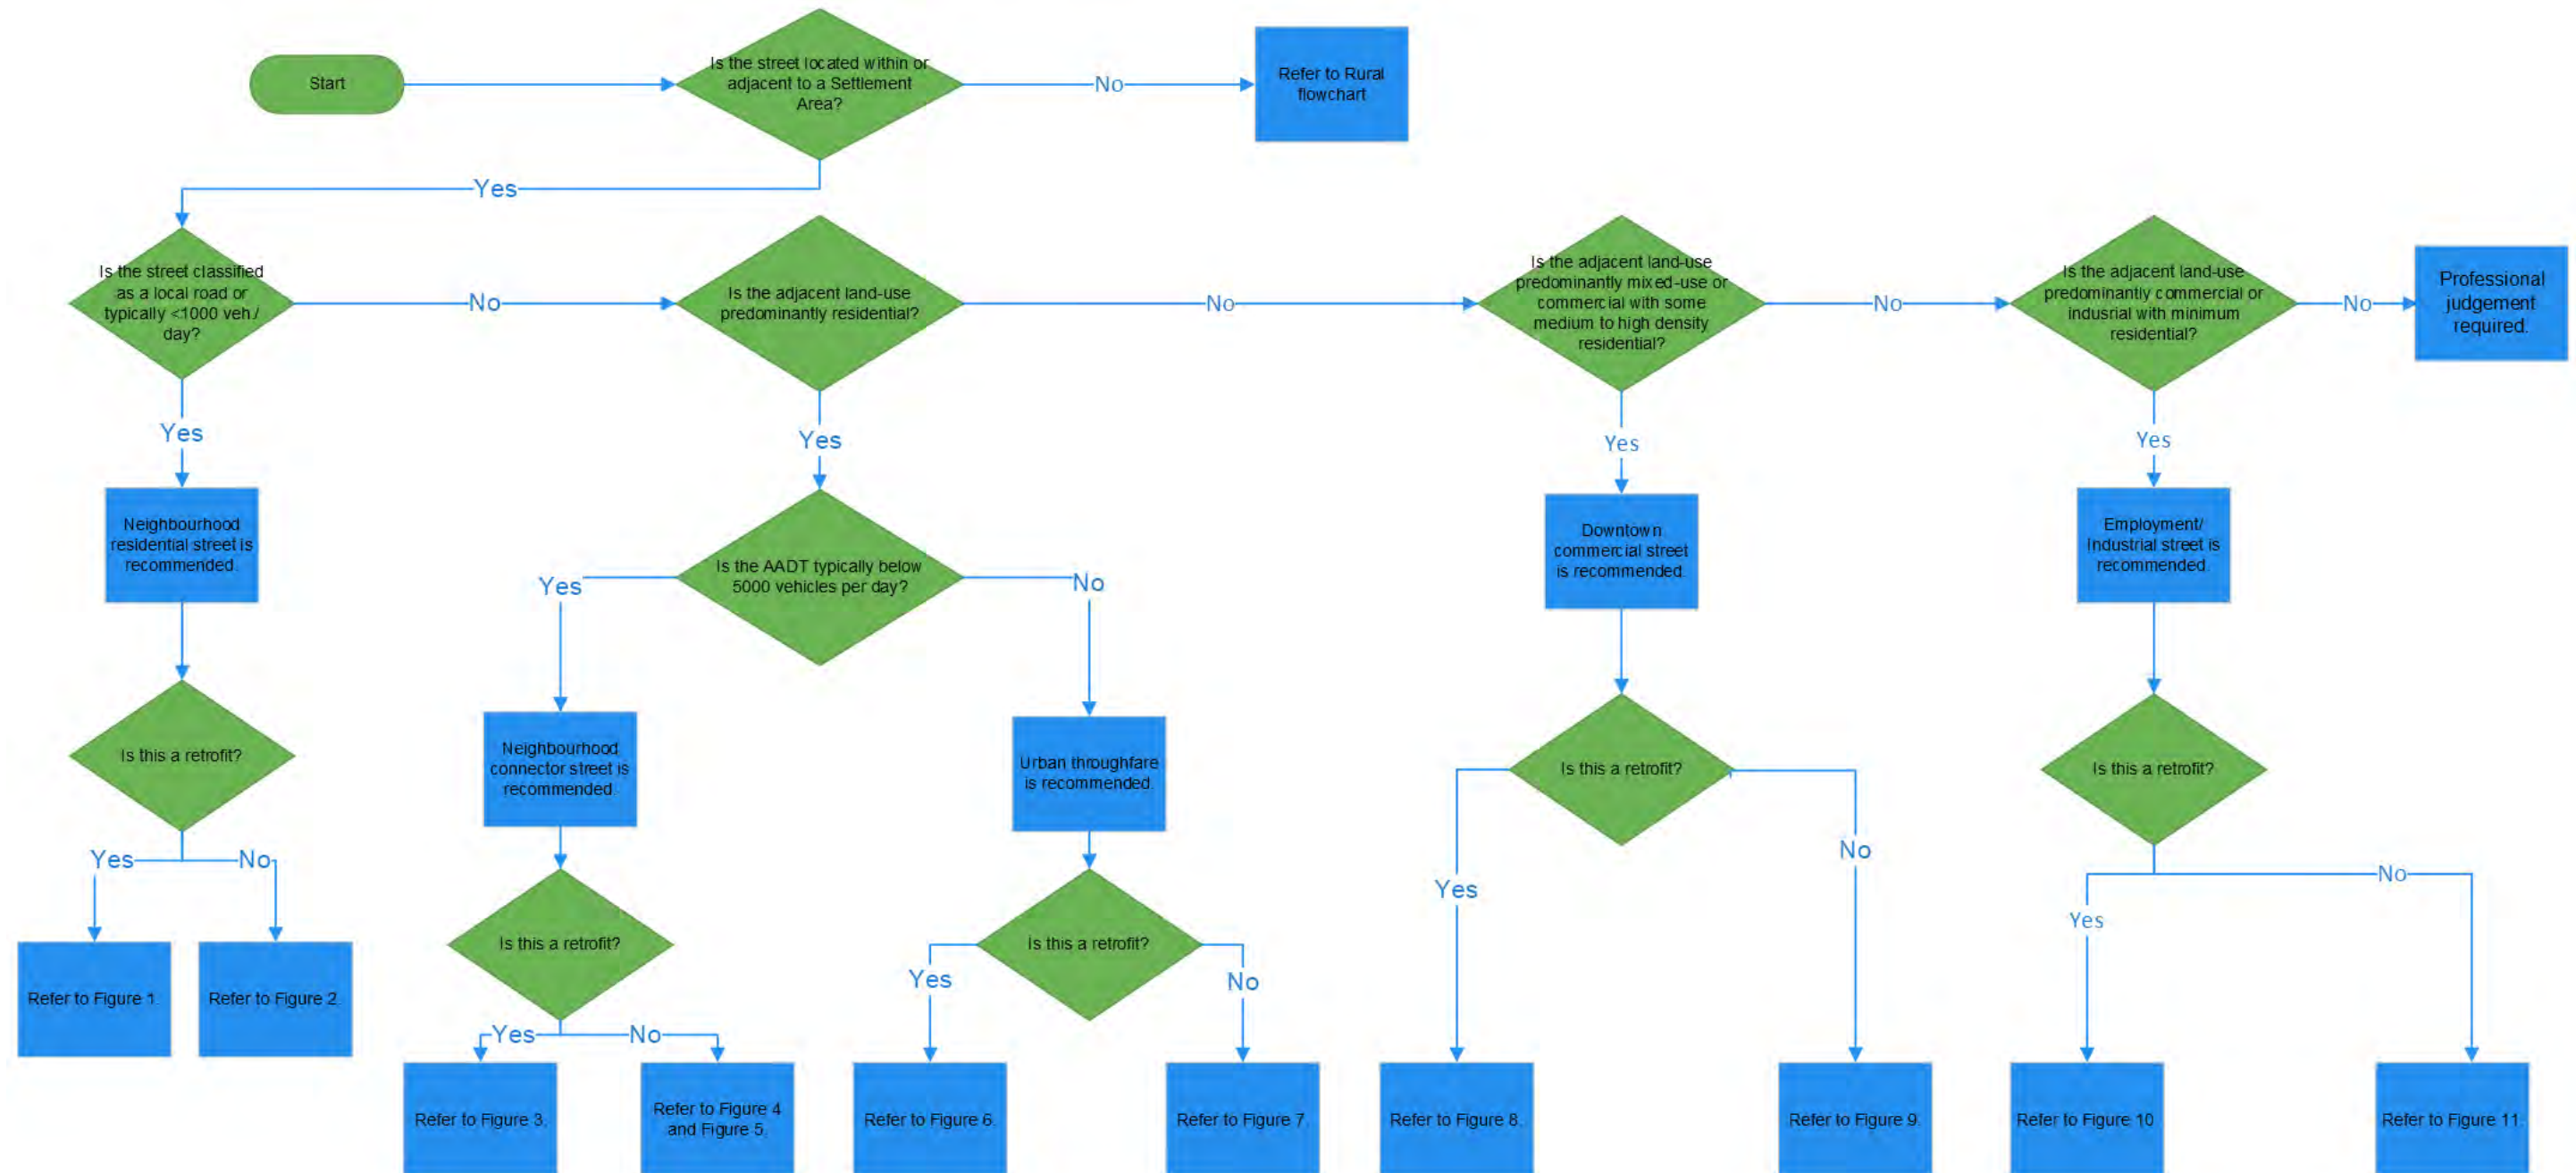 Start
Is the street located within or
adjacent to a Settlement
Area?
No
Refer to Rural
flowchart
Yes
Is the street classified
as a local road or
typically <1000 veh./
day?
No
Is the adjacent land-use
predominantly residential?
No
Is the adjacent land-use
predominantly mixed-use or
commercial with some
medium to high density
residential?
No
Is the adjacent land-use
predominantly commercial or
indusrial with minimum
residential?
No
Professional
judgement
required.
Yes
Yes
Yes
Yes
Neighbourhood
residential street is
recommended.
Is the AADT typically below
5000 vehicles per day?
Yes
No
Downtown
commercial street
is recommended.
Employment/
Industrial street is
recommended.
Is this a retrofit?
Neighbourhood
connector street is
recommended.
Urban throughfare
is recommended.
Is this a retrofit?
Is this a retrofit?
Yes
No
Is this a retrofit?
Is this a retrofit?
Yes
No
Yes
No
Refer to Figure 1.
Refer to Figure 2.
Yes
No
Yes
No
Yes
No
Refer to Figure 3.
Refer to Figure 4
and Figure 5.
Refer to Figure 6.
Refer to Figure 7.
Refer to Figure 8.
Refer to Figure 9.
Refer to Figure 10
Refer to Figure 11.